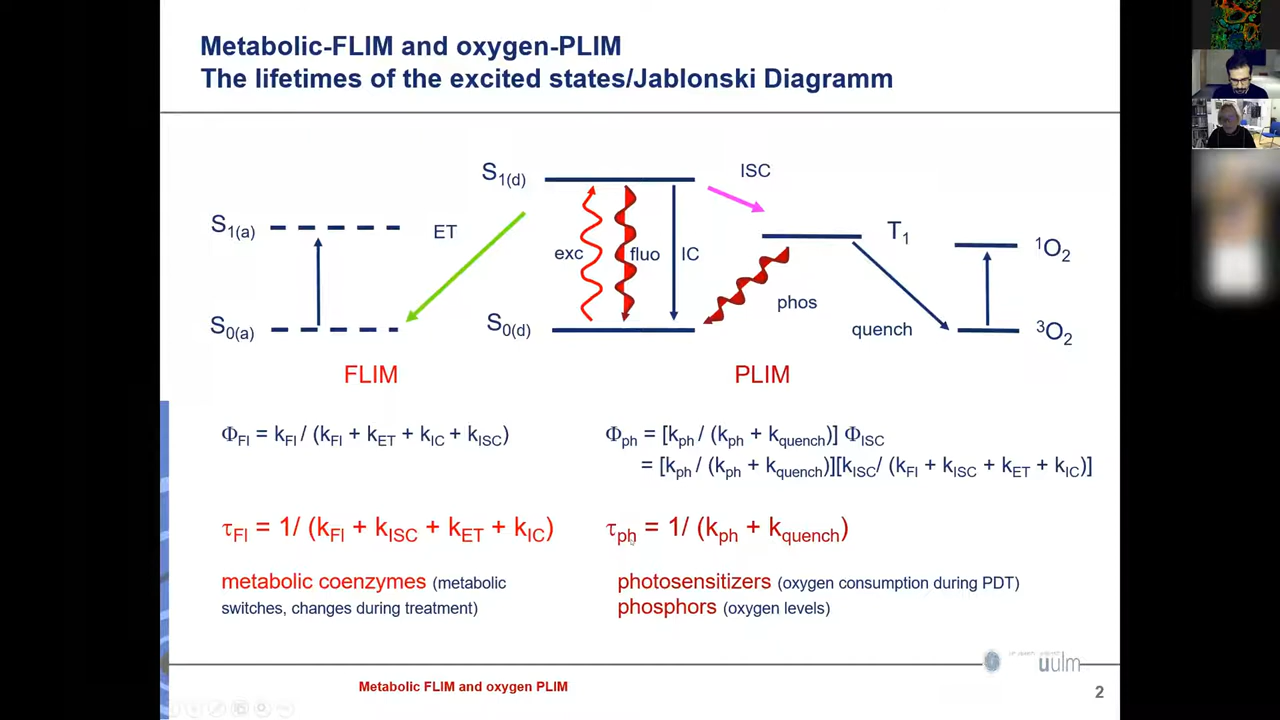 Metabolic-FLIM and oxygen-PLIM
The lifetimes of the excited states/Jablonski Diagramm
S1(d)
ISC
S1(a)
ET
exc
fluo
IC
T1
1O2
phos
S0(a)
S0(d)
quench
3O2
FLIM
PLIM
ΦFl = kFl / (kFl + kET + kIC + kISC)
Φph = [kph / (kph + kquench)] ΦISC
= [kph / (kph + kquench)][kISC/ (kFl + kISC + kET + kIC)]
τFl = 1/ (kFl + kISC + kET + kIC)
τph = 1/ (kph + kquench)
metabolic coenzymes (metabolic
switches, changes during treatment)
photosensitizers (oxygen consumption during PDT)
phosphors (oxygen levels)
uulm
Metabolic FLIM and oxygen PLIM
2